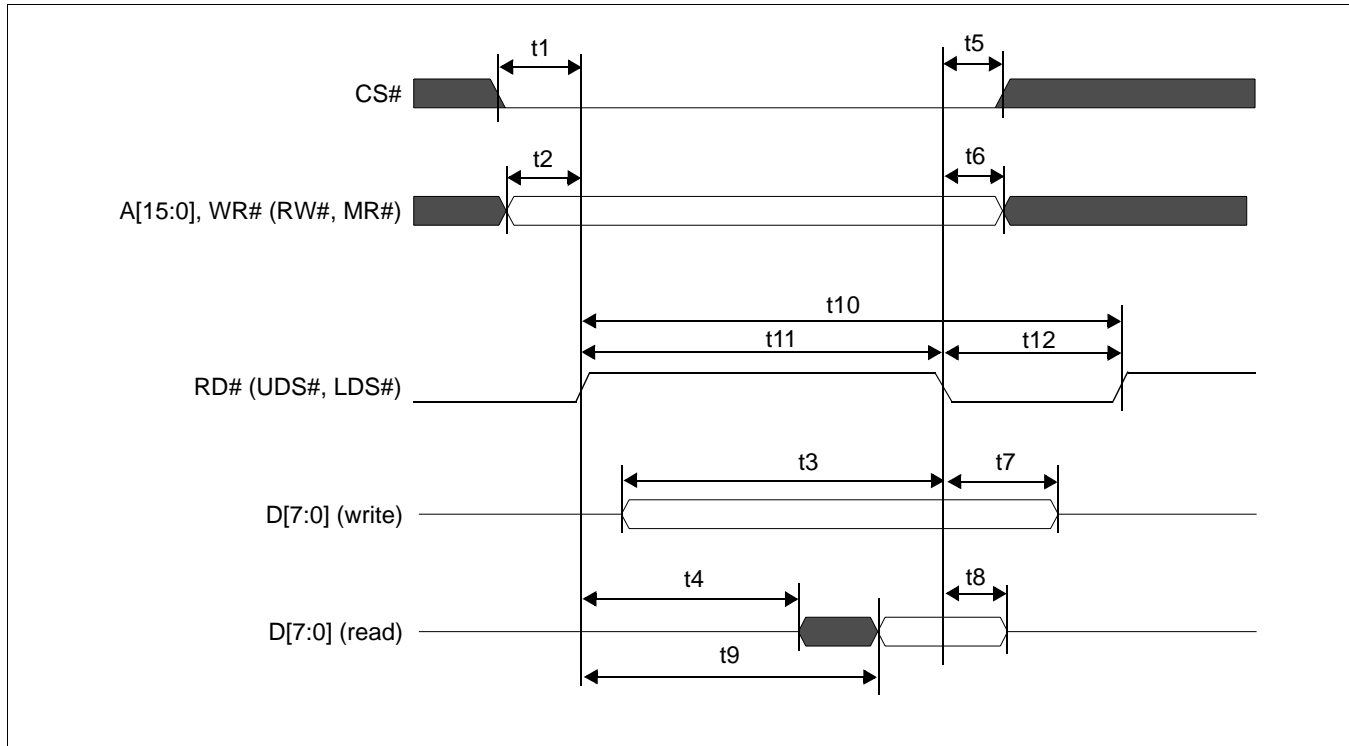 t1
t5
CS#
t2
t6
A[15:0], WR# (RW#, MR#)
t10
t11
t12
RD# (UDS#, LDS#)
t3
t7
D[7:0] (write)
t4
t8
D[7:0] (read)
t9